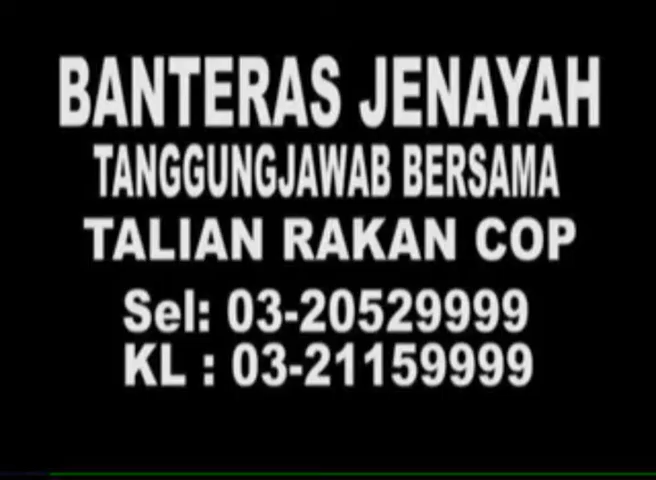 BANTERAS JENAYAH
TANGGUNGJAWAB BERSAMA
TALIAN RAKAN COP
Sel: 03-20529999
KL : 03-21159999